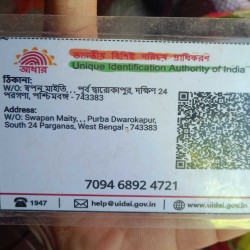 ভারতীয় বিশিষ্ট পরিচয় প্রাধিকরণ
Unique Identification Authority of India
আধার
ঠিকানা:
W/O: স্বপন মাইতি, , , পূর্ব দ্বারোকাপুর, দক্ষিণ 24
পরগণা, পশ্চিমবঙ্গ - 743383
Address:
W/O: Swapan Maity, , , Purba Dwarokapur,
South 24 Parganas, West Bengal - 743383
7094 6892 4721
1947 | help@uidai.gov.in | www.uidai.gov.in